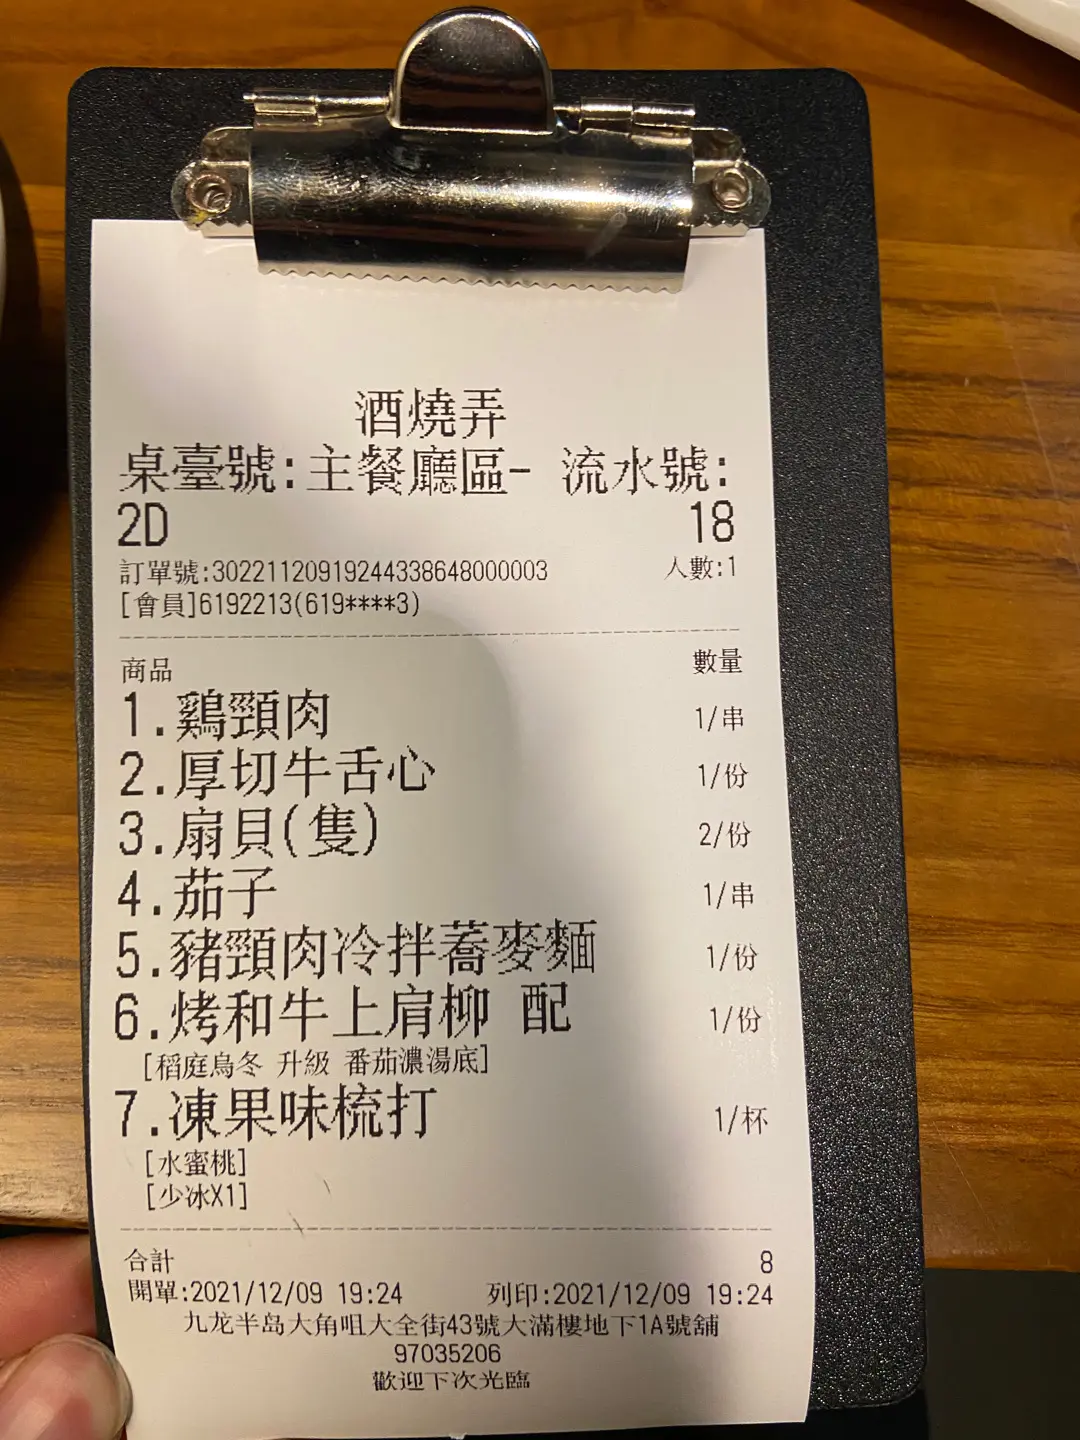 酒燒弄
桌臺號:主餐廳區- 流水號:
2D 18
訂單號:302211209192443386480​00003 人數:1
[會員]6192213(619****3)
商品 數量
1.鷄頸肉 1/串
2.厚切牛舌心 1/份
3.扇貝(隻) 2/份
4.茄子 1/串
5.豬頸肉冷拌蕎麥麵 1/份
6.烤和牛上肩柳 配 1/份
[稻庭烏冬 升級 番茄濃湯底]
7.凍果味梳打 1/杯
[水蜜桃]
[少冰X1]
合計 8
開單:2021/12/09 19:24 列印:2021/12/09 19:24
九龙半岛大角咀大全街43號大滿樓地下1A號舖
97035206
歡迎下次光臨